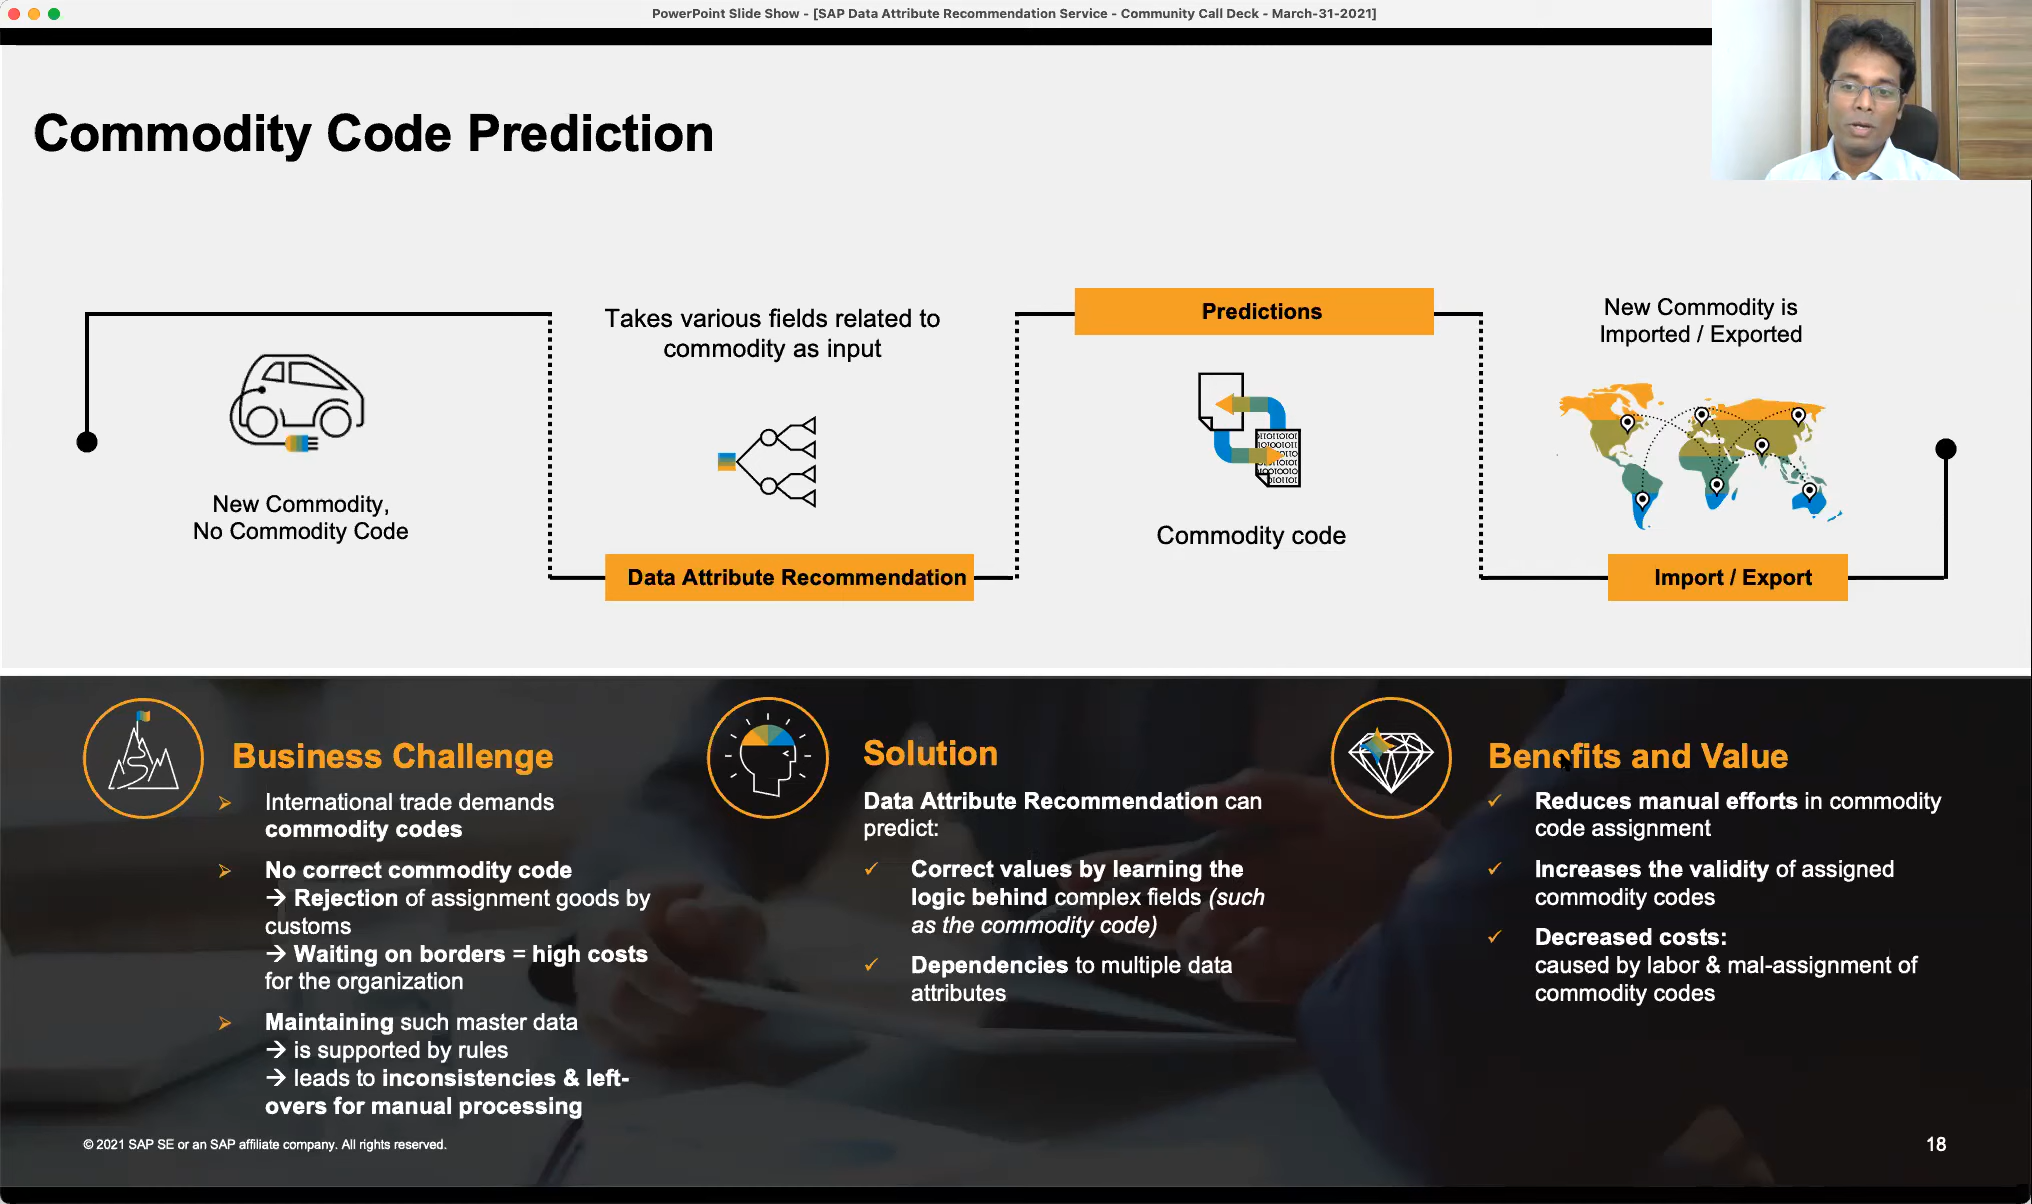 PowerPoint Slide Show - [SAP Data Attribute Recommendation Service - Community Call Deck - March-31-2021]
Commodity Code Prediction
New Commodity,
No Commodity Code
Takes various fields related to
commodity as input
Data Attribute Recommendation
Predictions
Commodity code
New Commodity is
Imported / Exported
Import / Export
Business Challenge
➢ International trade demands
commodity codes
➢ No correct commodity code
→ Rejection of assignment goods by
customs
→ Waiting on borders = high costs
for the organization
➢ Maintaining such master data
→ is supported by rules
→ leads to inconsistencies & left-
overs for manual processing
Solution
Data Attribute Recommendation can
predict:
✓ Correct values by learning the
logic behind complex fields (such
as the commodity code)
✓ Dependencies to multiple data
attributes
Benefits and Value
✓ Reduces manual efforts in commodity
code assignment
✓ Increases the validity of assigned
commodity codes
✓ Decreased costs:
caused by labor & mal-assignment of
commodity codes
© 2021 SAP SE or an SAP affiliate company. All rights reserved.
18